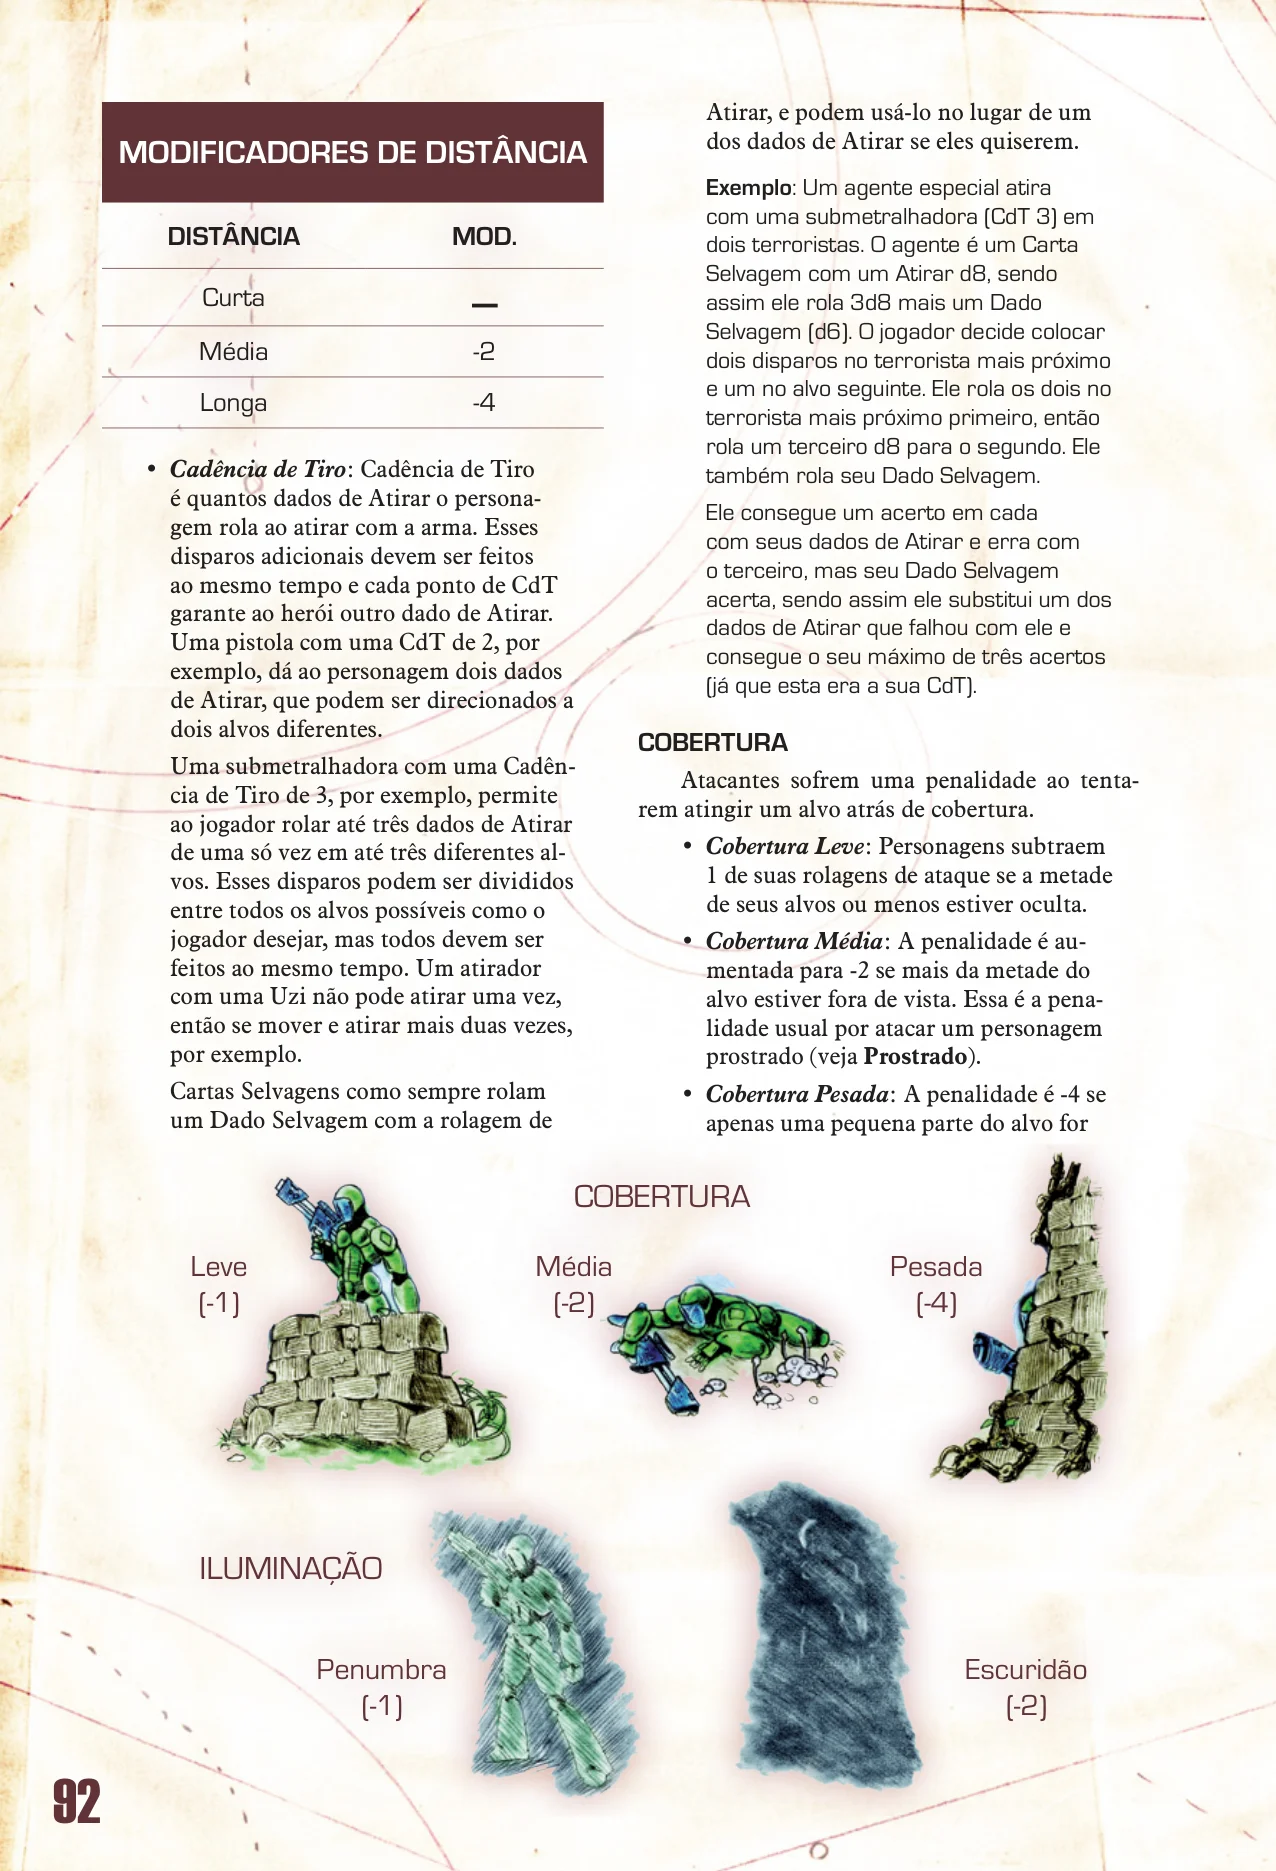 MODIFICADORES DE DISTÂNCIA
DISTÂNCIA MOD.
Curta —
Média -2
Longa -4
• Cadência de Tiro: Cadência de Tiro
é quantos dados de Atirar o persona-
gem rola ao atirar com a arma. Esses
disparos adicionais devem ser feitos
ao mesmo tempo e cada ponto de CdT
garante ao herói outro dado de Atirar.
Uma pistola com uma CdT de 2, por
exemplo, dá ao personagem dois dados
de Atirar, que podem ser direcionados a
dois alvos diferentes.
Uma submetralhadora com uma Cadên-
cia de Tiro de 3, por exemplo, permite
ao jogador rolar até três dados de Atirar
de uma só vez em até três diferentes al-
vos. Esses disparos podem ser divididos
entre todos os alvos possíveis como o
jogador desejar, mas todos devem ser
feitos ao mesmo tempo. Um atirador
com uma Uzi não pode atirar uma vez,
então se mover e atirar mais duas vezes,
por exemplo.
Cartas Selvagens como sempre rolam
um Dado Selvagem com a rolagem de
Atirar, e podem usá-lo no lugar de um
dos dados de Atirar se eles quiserem.
Exemplo: Um agente especial atira
com uma submetralhadora (CdT 3) em
dois terroristas. O agente é um Carta
Selvagem com um Atirar d8, sendo
assim ele rola 3d8 mais um Dado
Selvagem (d6). O jogador decide colocar
dois disparos no terrorista mais próximo
e um no alvo seguinte. Ele rola os dois no
terrorista mais próximo primeiro, então
rola um terceiro d8 para o segundo. Ele
também rola seu Dado Selvagem.
Ele consegue um acerto em cada
com seus dados de Atirar e erra com
o terceiro, mas seu Dado Selvagem
acerta, sendo assim ele substitui um dos
dados de Atirar que falhou com ele e
consegue o seu máximo de três acertos
(já que esta era a sua CdT).
COBERTURA
Atacantes sofrem uma penalidade ao tenta-
rem atingir um alvo atrás de cobertura.
• Cobertura Leve: Personagens subtraem
1 de suas rolagens de ataque se a metade
de seus alvos ou menos estiver oculta.
• Cobertura Média: A penalidade é au-
mentada para -2 se mais da metade do
alvo estiver fora de vista. Essa é a pena-
lidade usual por atacar um personagem
prostrado (veja Prostrado).
• Cobertura Pesada: A penalidade é -4 se
apenas uma pequena parte do alvo for
COBERTURA
Leve
(-1)
Média
(-2)
Pesada
(-4)
ILUMINAÇÃO
Penumbra
(-1)
Escuridão
(-2)
92